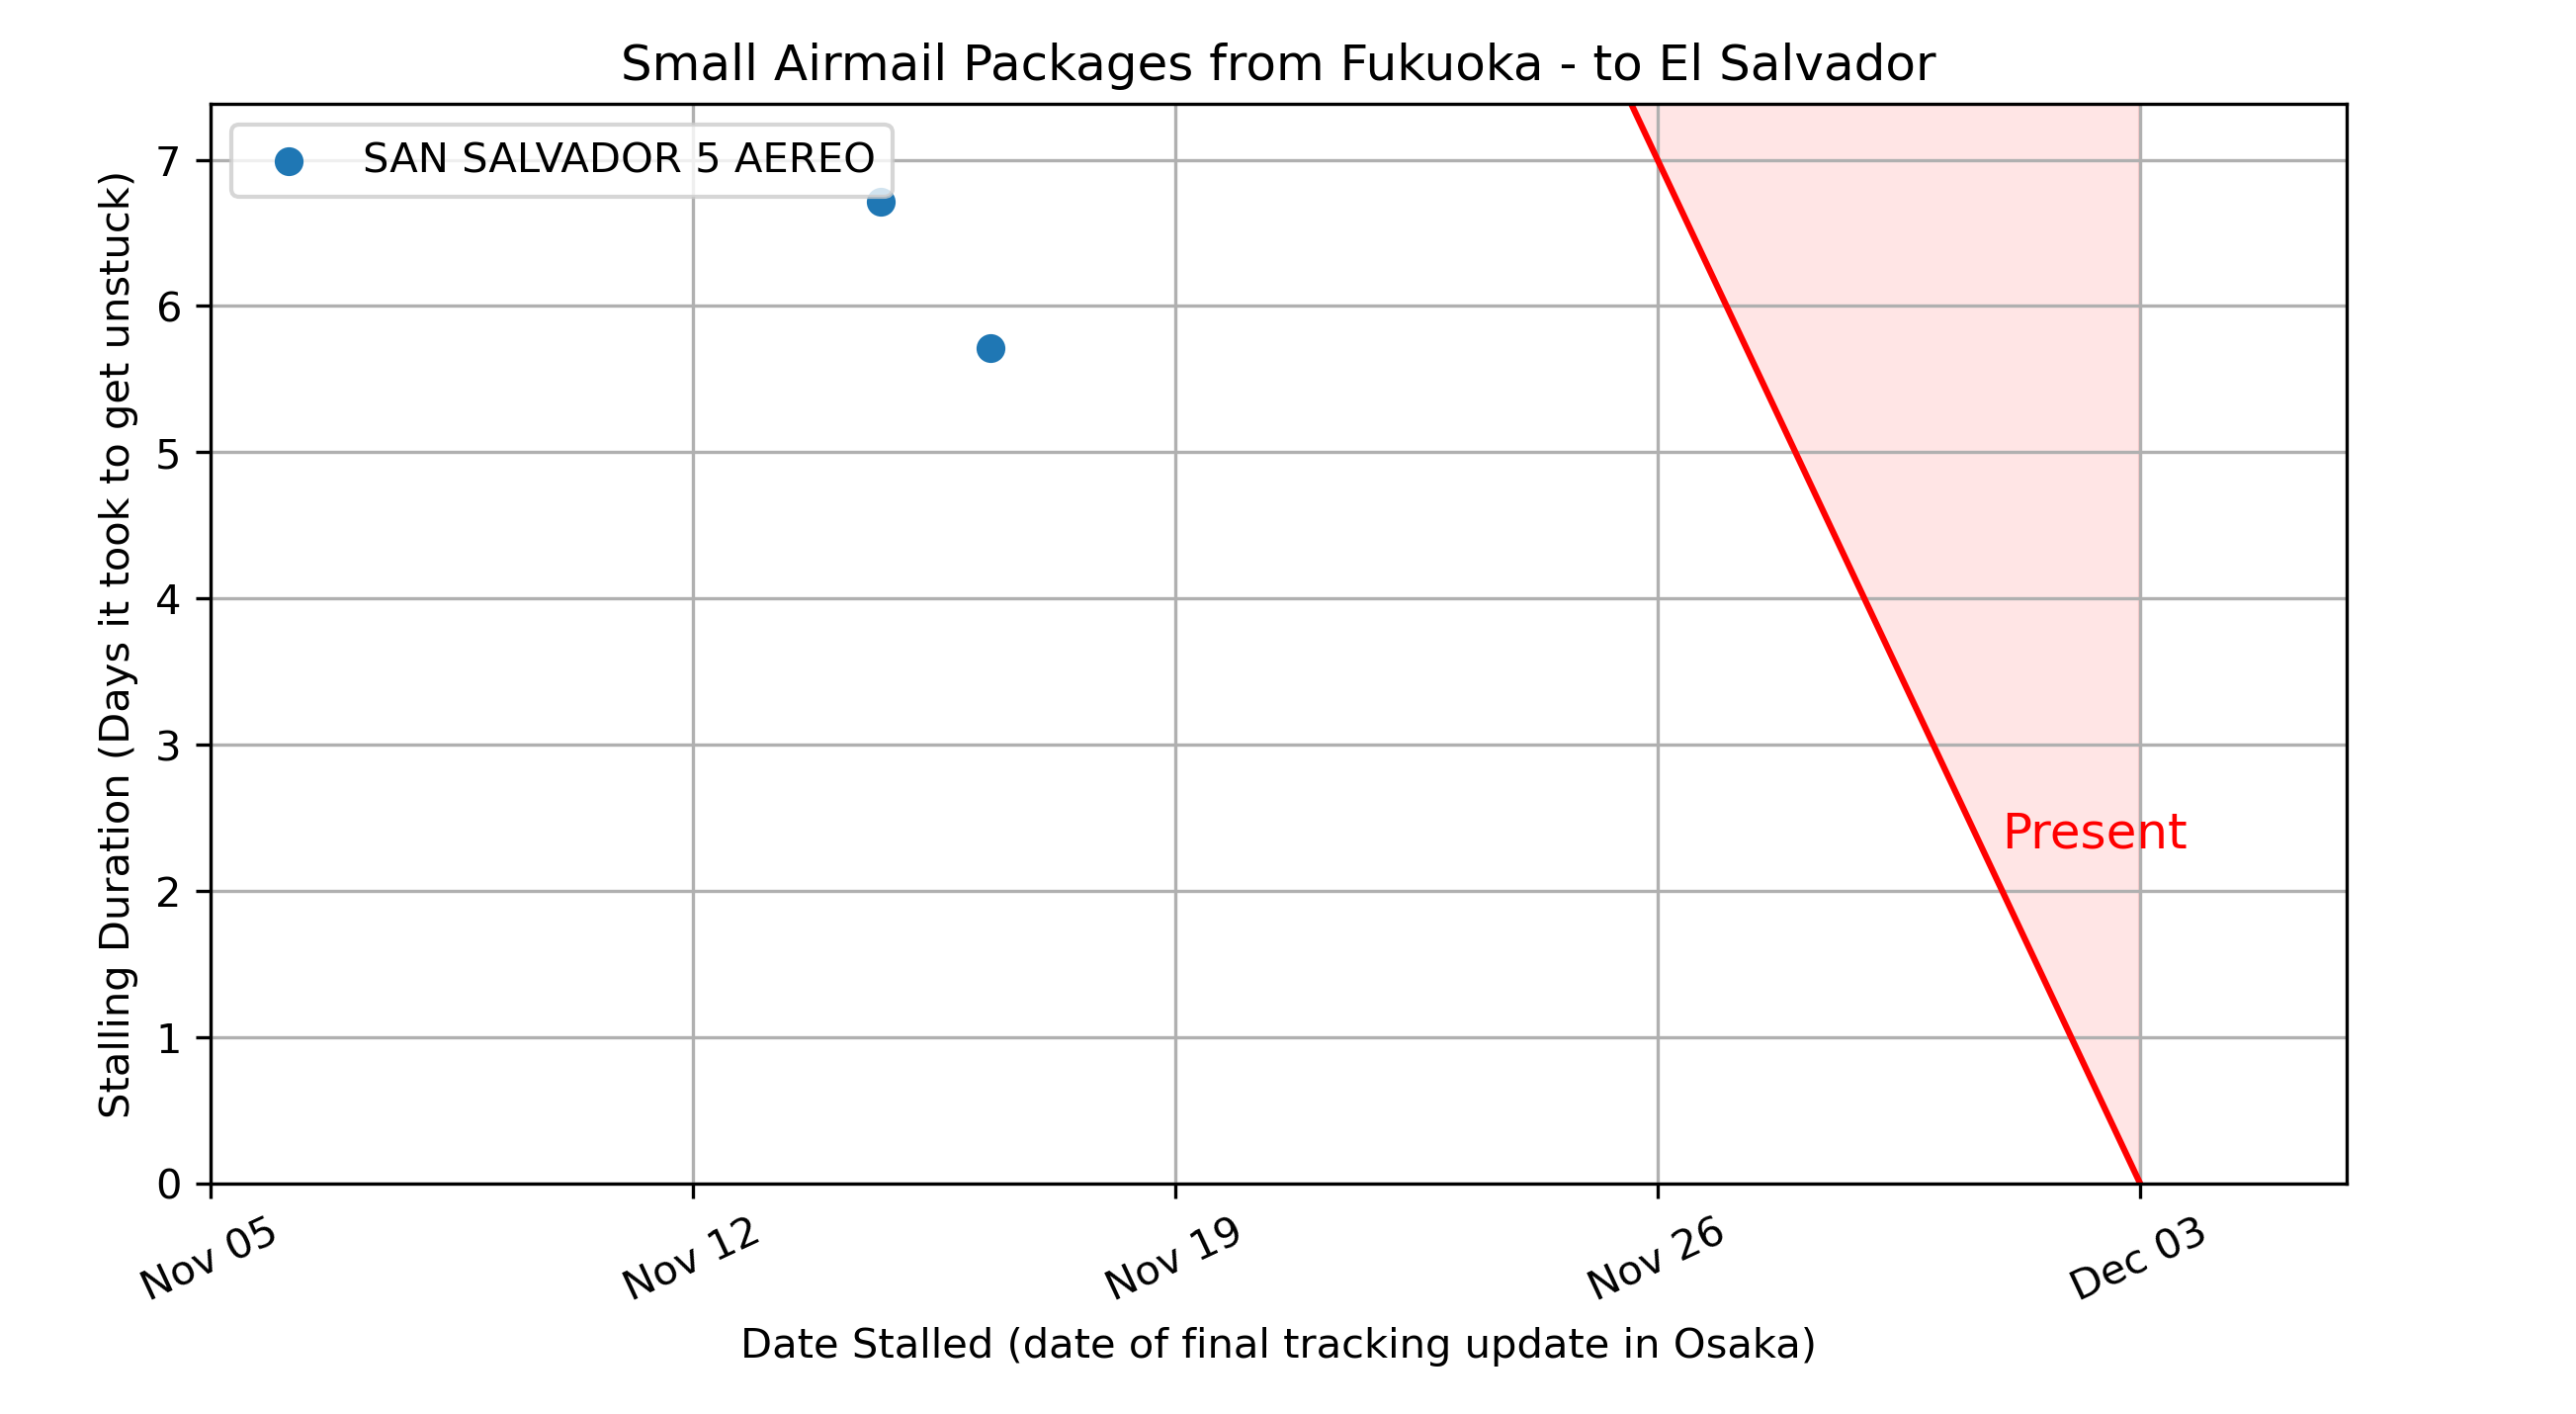 Small Airmail Packages from Fukuoka - to El Salvador
SAN SALVADOR 5 AEREO
Stalling Duration (Days it took to get unstuck)
7
6
5
4
3
2
1
0
Present
Nov 05
Nov 12
Nov 19
Nov 26
Dec 03
Date Stalled (date of final tracking update in Osaka)